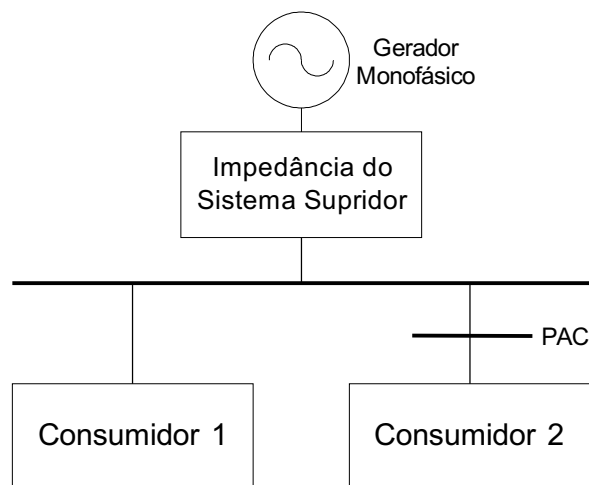 Gerador
Monofásico
Impedância do
Sistema Supridor
PAC
Consumidor 1
Consumidor 2